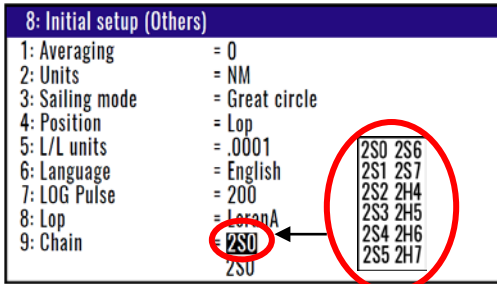 8: Initial setup (Others)
1: Averaging = 0
2: Units = NM
3: Sailing mode = Great circle
4: Position = Lop
5: L/L units = .0001
6: Language = English
7: LOG Pulse = 200
8: Lop = LoranA
9: Chain = 2S0
2S0
2S0 2S6
2S1 2S7
2S2 2H4
2S3 2H5
2S4 2H6
2S5 2H7